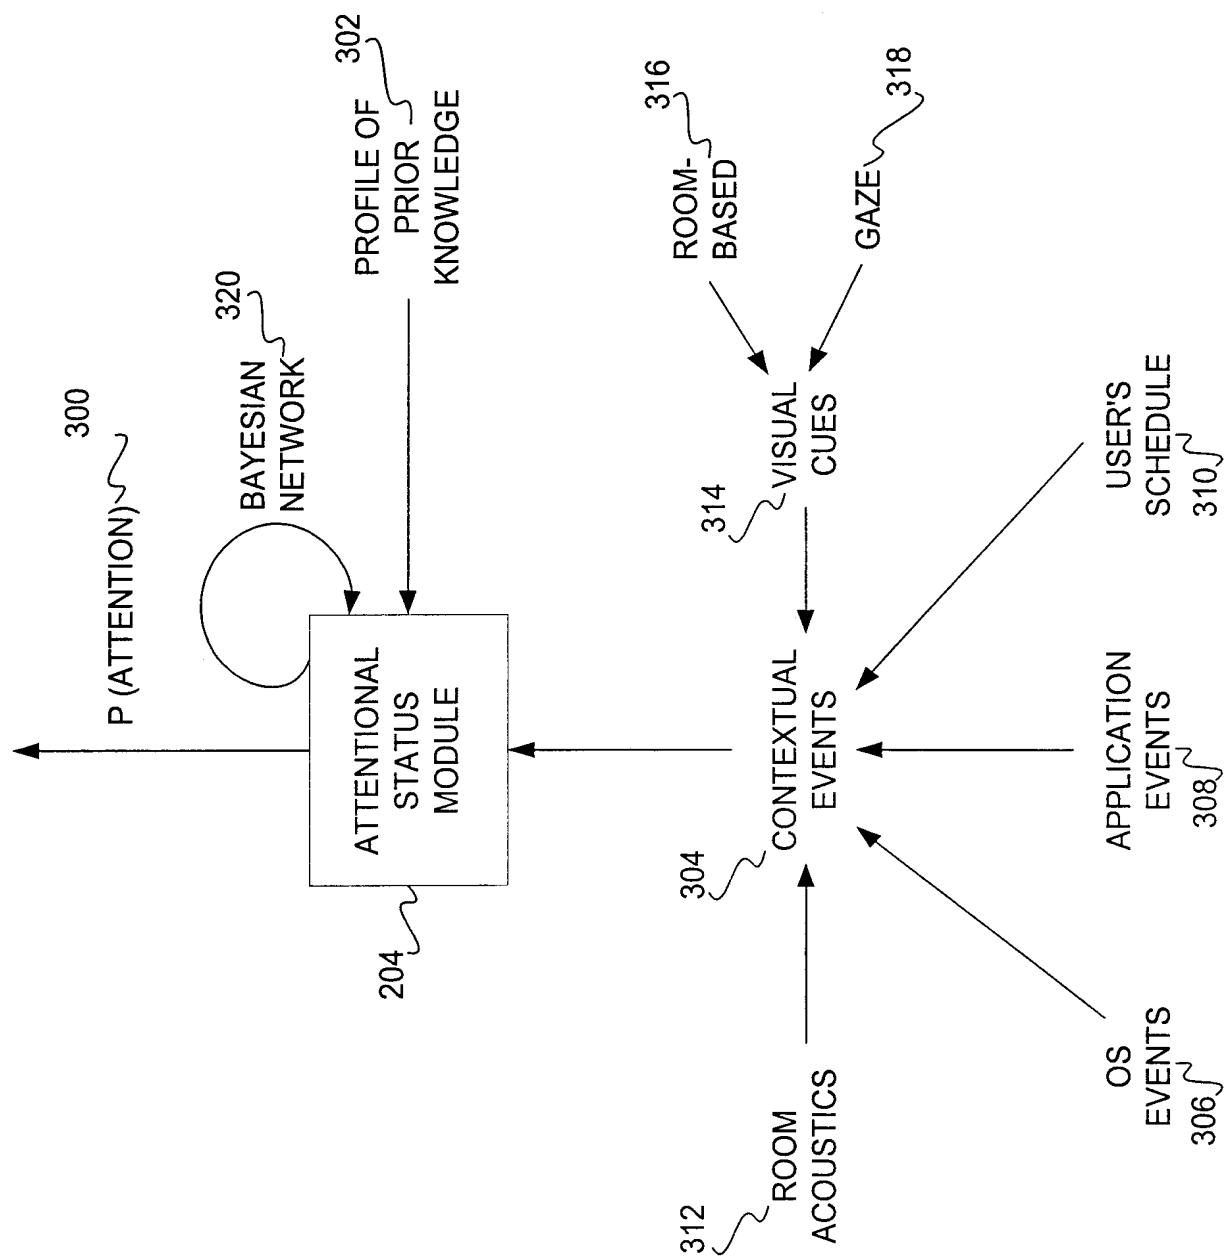 P (ATTENTION)
300
BAYESIAN
NETWORK
320
ATTENTIONAL
STATUS
MODULE
204
PROFILE OF
PRIOR
KNOWLEDGE
302
304
CONTEXTUAL
EVENTS
314
VISUAL
CUES
ROOM-
BASED
316
GAZE
318
312
ROOM
ACOUSTICS
OS
EVENTS
306
APPLICATION
EVENTS
308
USER'S
SCHEDULE
310